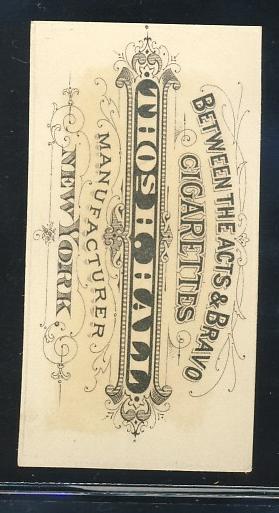 BETWEEN THE ACTS & BRAVO
CIGARETTES
THOS H. HALL
MANUFACTURER
NEW YORK